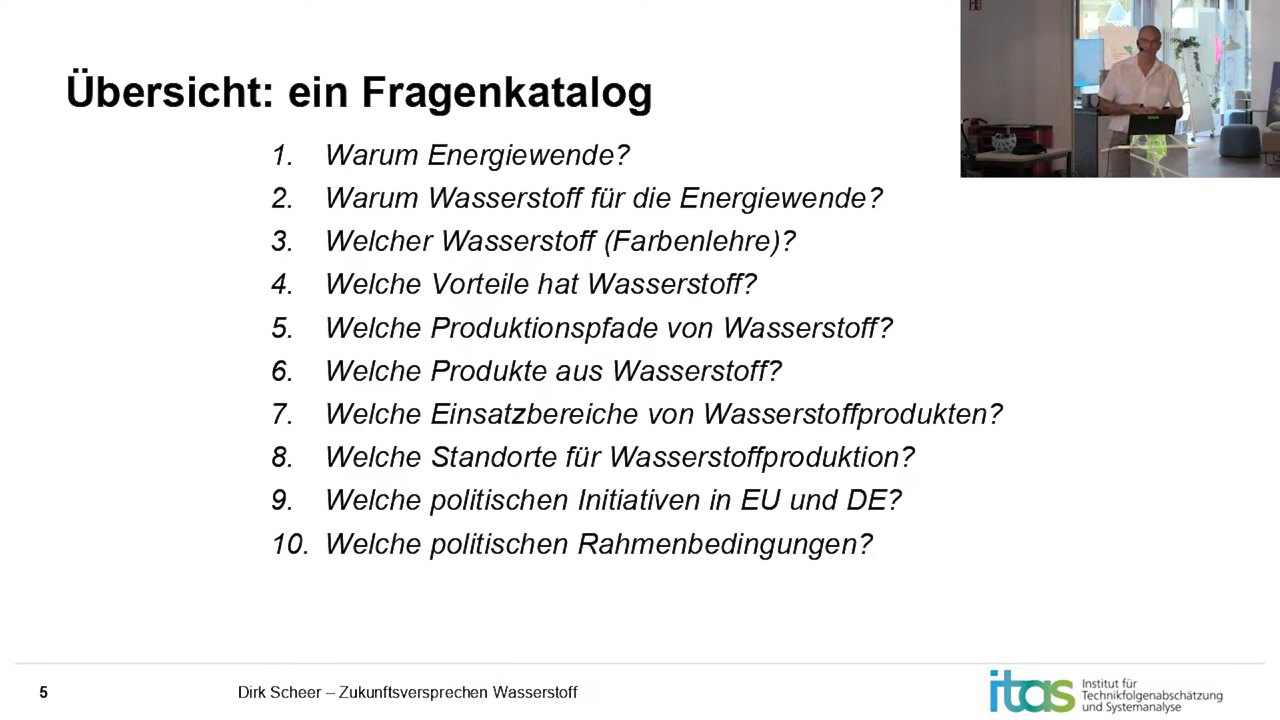 Übersicht: ein Fragenkatalog
1. Warum Energiewende?
2. Warum Wasserstoff für die Energiewende?
3. Welcher Wasserstoff (Farbenlehre)?
4. Welche Vorteile hat Wasserstoff?
5. Welche Produktionspfade von Wasserstoff?
6. Welche Produkte aus Wasserstoff?
7. Welche Einsatzbereiche von Wasserstoffprodukten?
8. Welche Standorte für Wasserstoffproduktion?
9. Welche politischen Initiativen in EU und DE?
10. Welche politischen Rahmenbedingungen?
5
Dirk Scheer – Zukunftsversprechen Wasserstoff
itas
Institut für
Technikfolgenabschätzung
und Systemanalyse